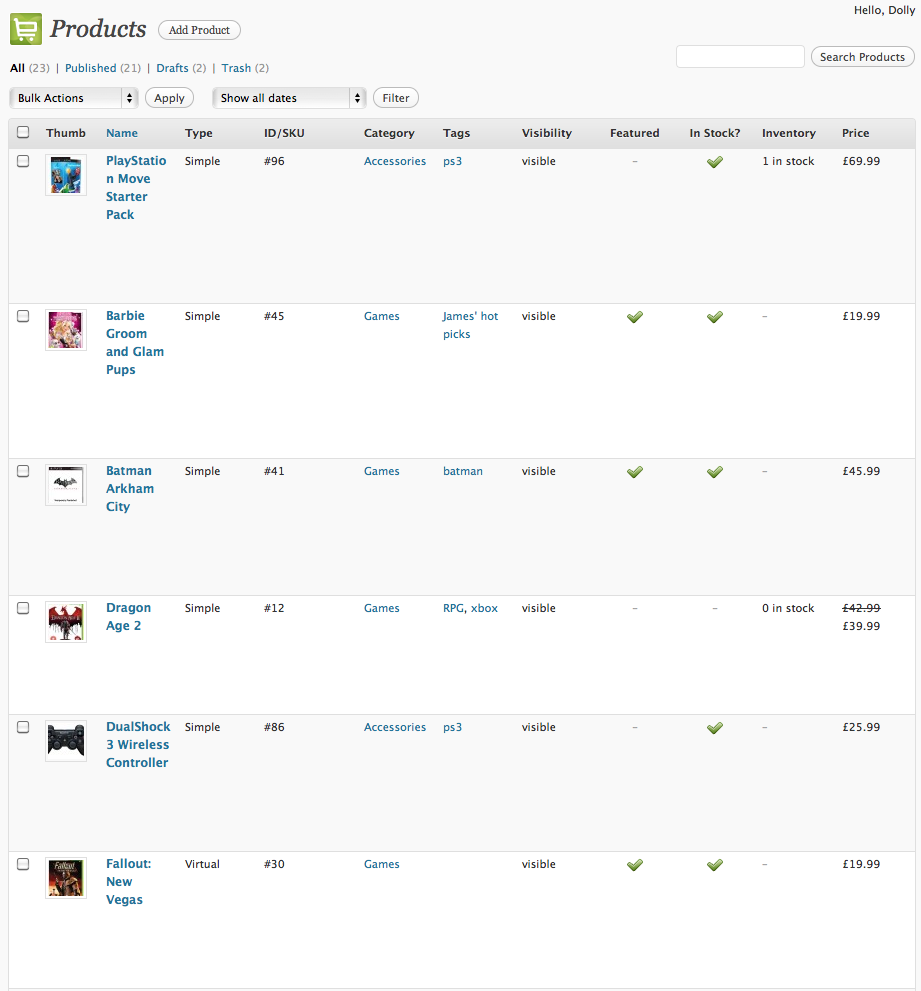 Hello, Dolly
Products Add Product
Search Products
All (23) | Published (21) | Drafts (2) | Trash (2)
Bulk Actions Apply Show all dates Filter
Thumb Name Type ID/SKU Category Tags Visibility Featured In Stock? Inventory Price
PlayStatio Simple #96 Accessories ps3 visible – 1 in stock £69.99
n Move
Starter
Pack
Barbie Simple #45 Games James' hot visible – £19.99
Groom picks
and Glam
Pups
Batman Simple #41 Games batman visible – £45.99
Arkham
City
Dragon Simple #12 Games RPG, xbox visible – – 0 in stock £42.99
Age 2 £39.99
DualShock Simple #86 Accessories ps3 visible – – £25.99
3 Wireless
Controller
Fallout: Virtual #30 Games visible – £19.99
New
Vegas